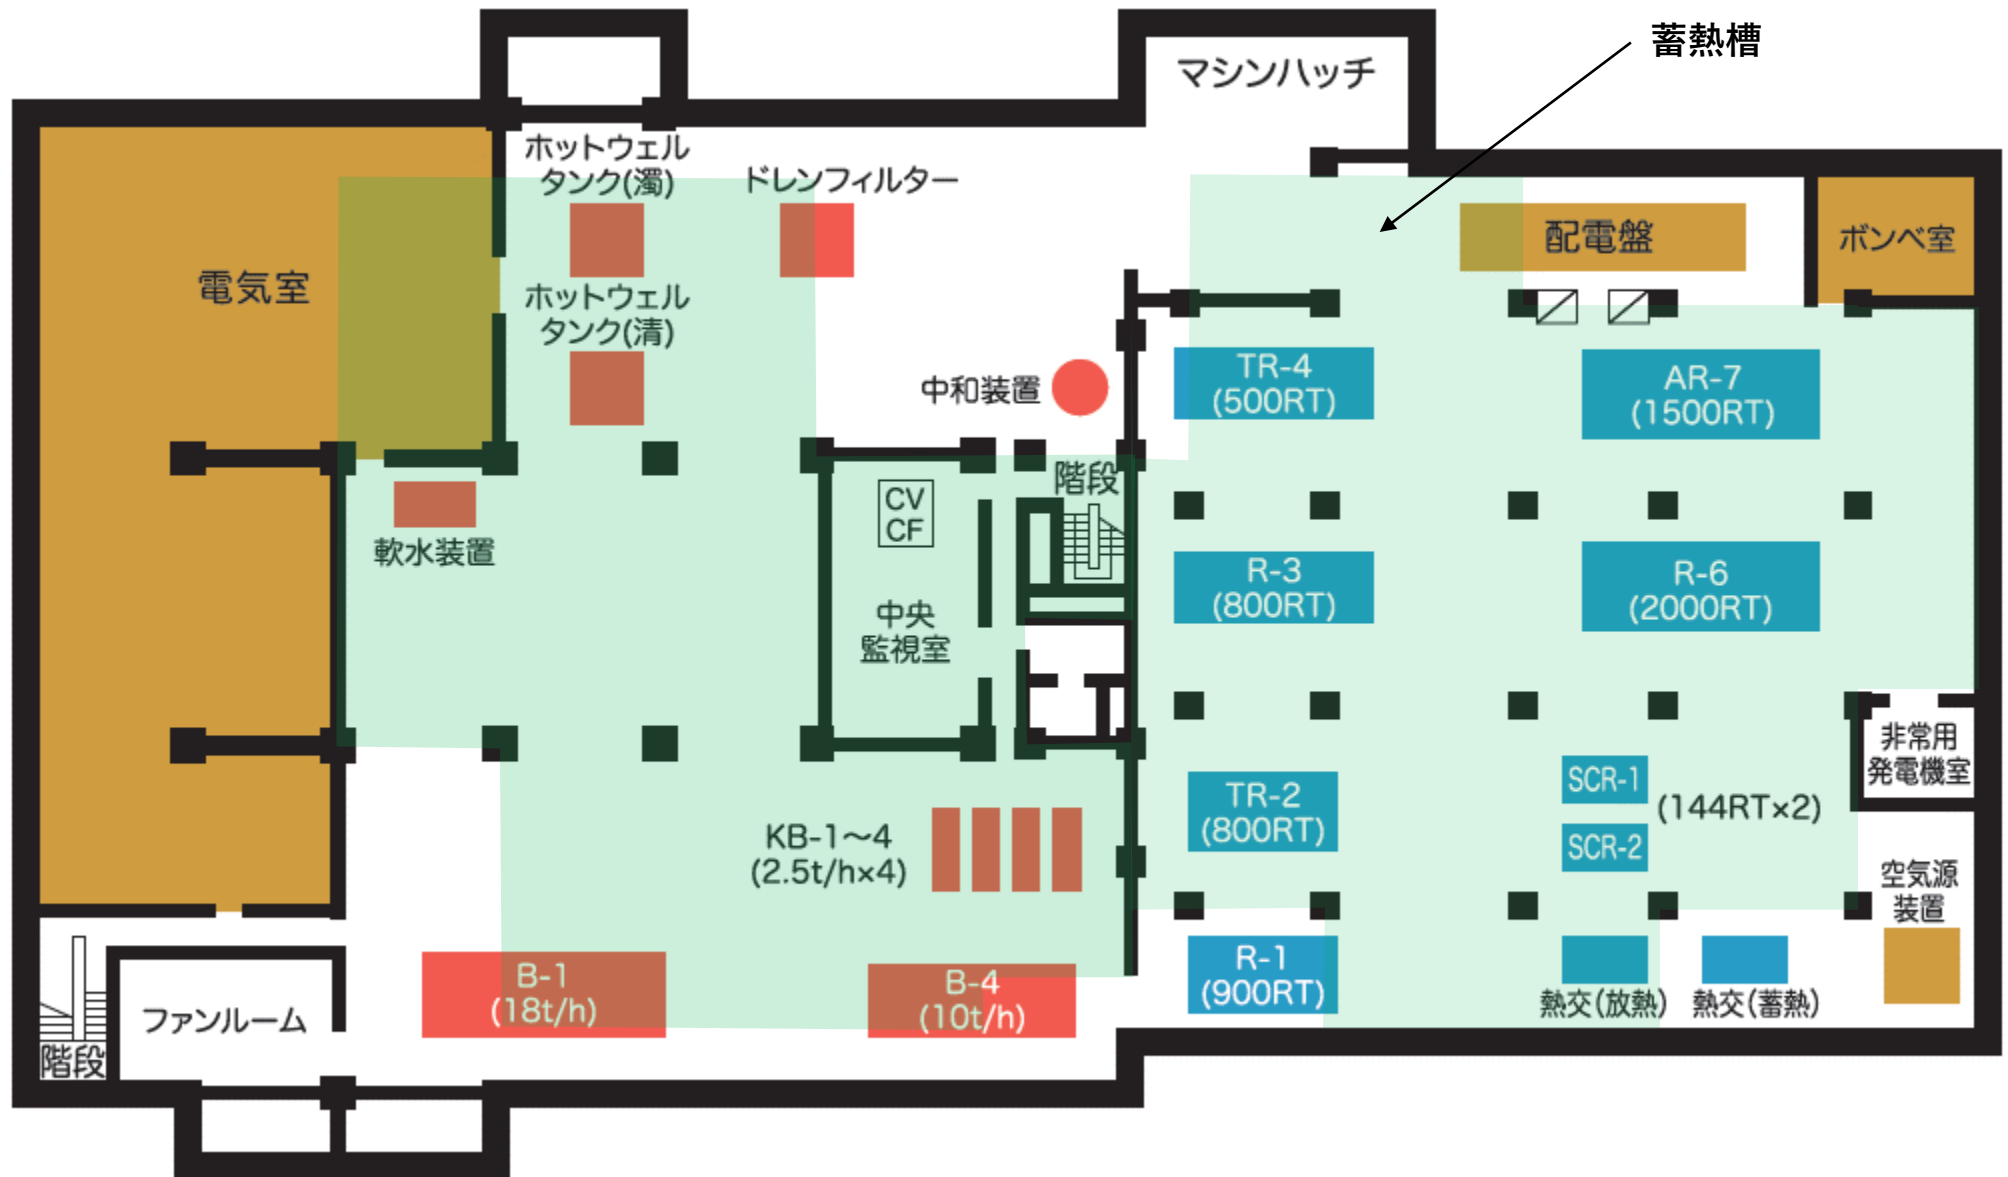 蓄熱槽
マシンハッチ
ホットウェル
タンク(濁)
ドレンフィルター
電気室
ホットウェル
タンク(清)
配電盤
ボンベ室
中和装置
TR-4
(500RT)
AR-7
(1500RT)
階段
CV
CF
軟水装置
中央
監視室
R-3
(800RT)
R-6
(2000RT)
非常用
発電機室
SCR-1
(144RT×2)
SCR-2
TR-2
(800RT)
KB-1〜4
(2.5t/h×4)
空気源
装置
B-1
(18t/h)
B-4
(10t/h)
R-1
(900RT)
熱交(放熱)
熱交(蓄熱)
ファンルーム
階段